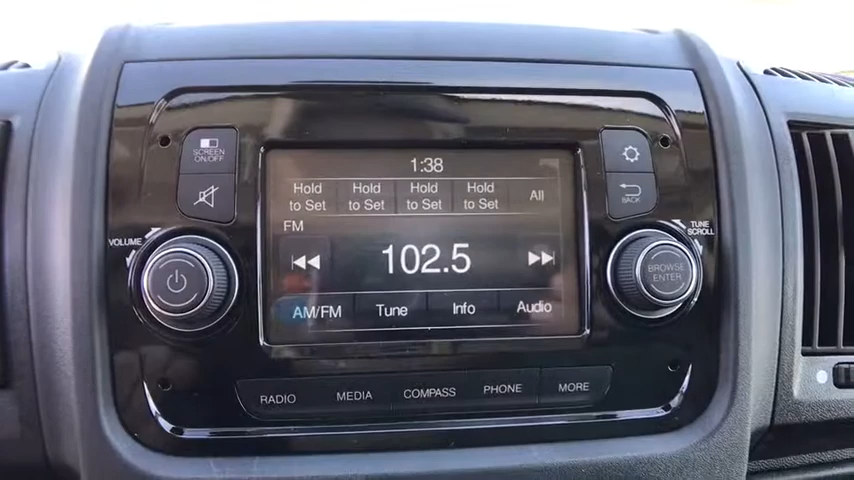 1:38
SCREEN
ON/OFF
Hold
to Set
Hold
to Set
Hold
to Set
Hold
to Set
All
BACK
FM
VOLUME
TUNE
SCROLL
102.5
BROWSE
ENTER
AM/FM
Tune
Info
Audio
RADIO
MEDIA
COMPASS
PHONE
MORE